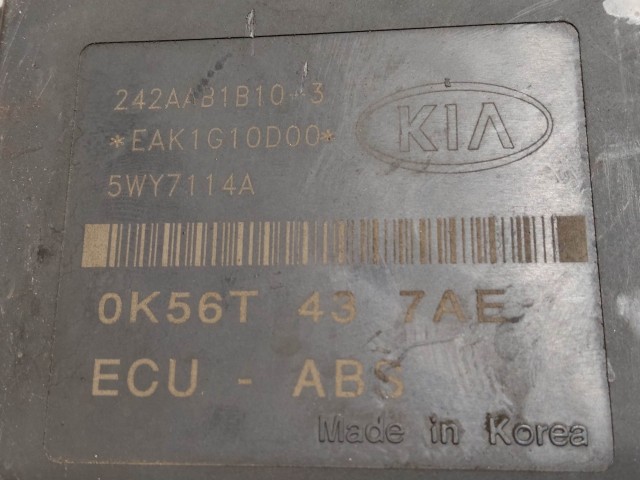 242AAB1B10 3
*EAK1G10D00*
KIA
5WY7114A
0K56T 43 7AE
ECU - ABS
Made in Korea